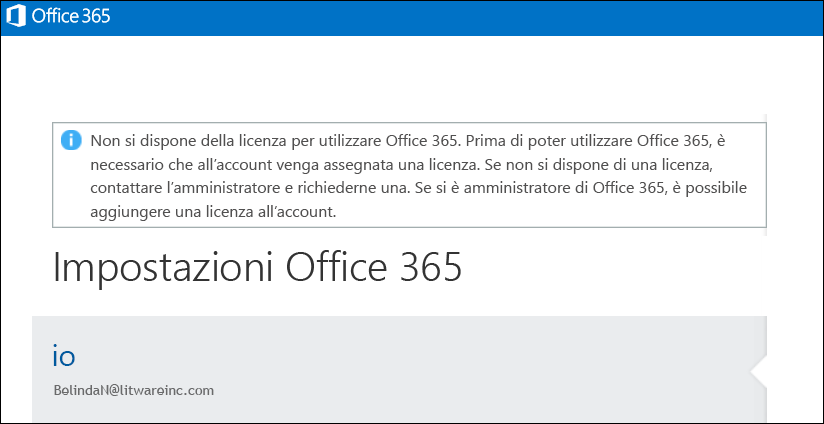 Office 365
Non si dispone della licenza per utilizzare Office 365. Prima di poter utilizzare Office 365, è
necessario che all'account venga assegnata una licenza. Se non si dispone di una licenza,
contattare l'amministratore e richiederne una. Se si è amministratore di Office 365, è possibile
aggiungere una licenza all'account.
Impostazioni Office 365
io
BelindaN@litwareinc.com